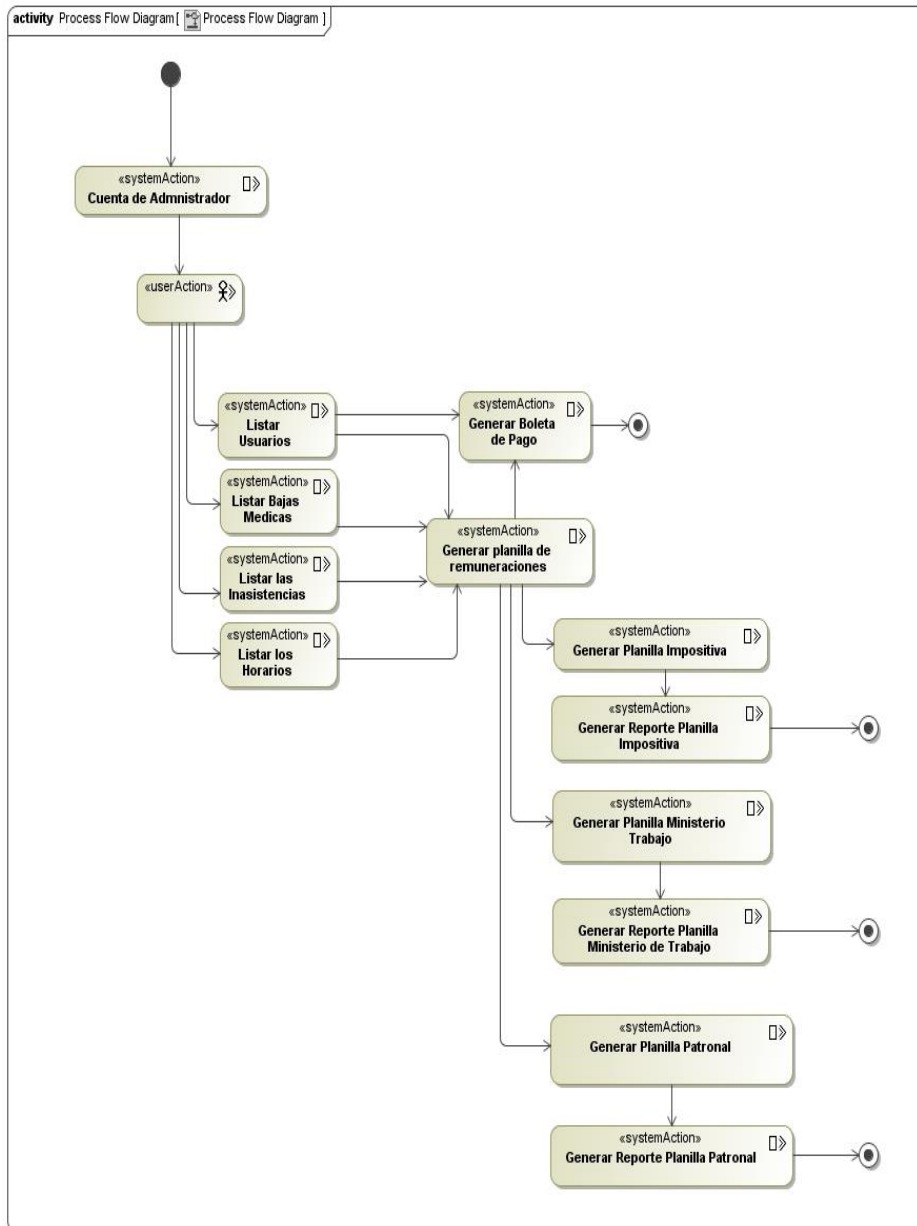 activity Process Flow Diagram [ Process Flow Diagram ]
«systemAction»
Cuenta de Admnistrador
«userAction»
«systemAction»
Listar
Usuarios
«systemAction»
Generar Boleta
de Pago
«systemAction»
Listar Bajas
Medicas
«systemAction»
Generar planilla de
remuneraciones
«systemAction»
Listar las
Inasistencias
«systemAction»
Listar los
Horarios
«systemAction»
Generar Planilla Impositiva
«systemAction»
Generar Reporte Planilla
Impositiva
«systemAction»
Generar Planilla Ministerio
Trabajo
«systemAction»
Generar Reporte Planilla
Ministerio de Trabajo
«systemAction»
Generar Planilla Patronal
«systemAction»
Generar Reporte Planilla Patronal